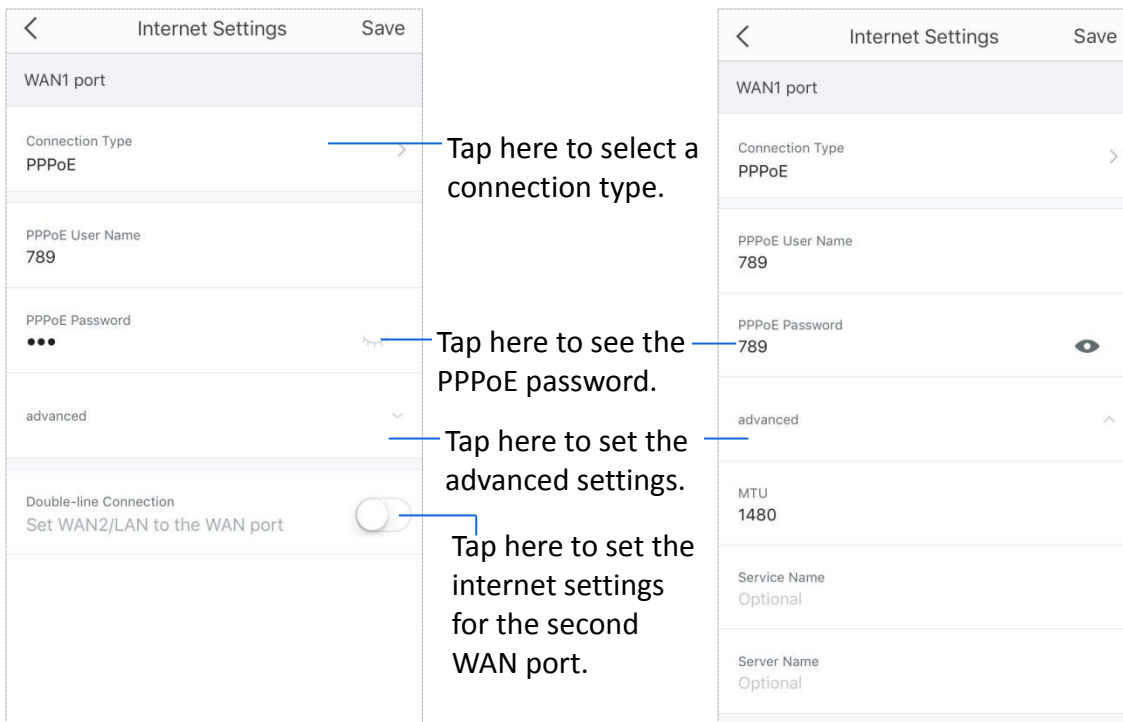 Internet Settings Save
WAN1 port
Connection Type
PPPoE
PPPoE User Name
789
PPPoE Password
•••
advanced
Double-line Connection
Set WAN2/LAN to the WAN port
Tap here to select a
connection type.
Tap here to see the
PPPoE password.
Tap here to set the
advanced settings.
Tap here to set the
internet settings
for the second
WAN port.
Internet Settings Save
WAN1 port
Connection Type
PPPoE
PPPoE User Name
789
PPPoE Password
789
advanced
MTU
1480
Service Name
Optional
Server Name
Optional